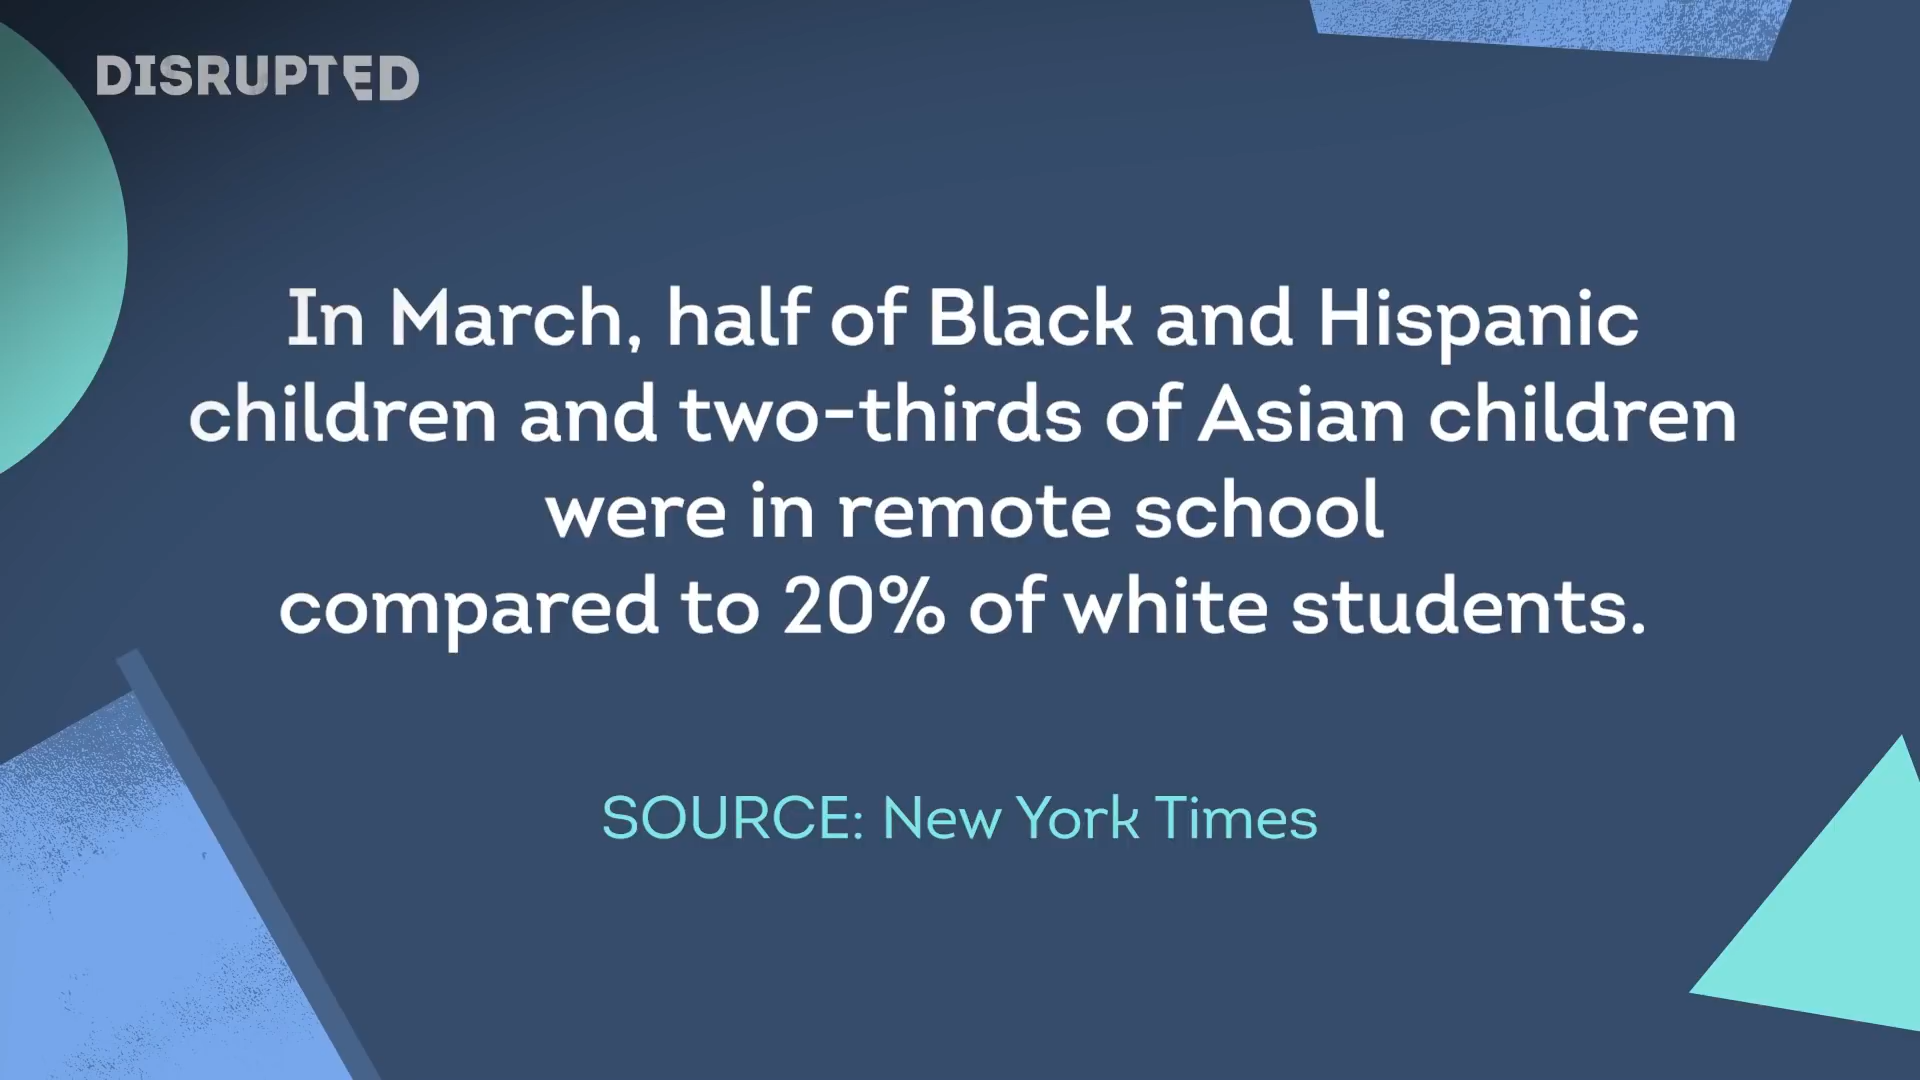 DISRUPTED
In March, half of Black and Hispanic
children and two-thirds of Asian children
were in remote school
compared to 20% of white students.
SOURCE: New York Times